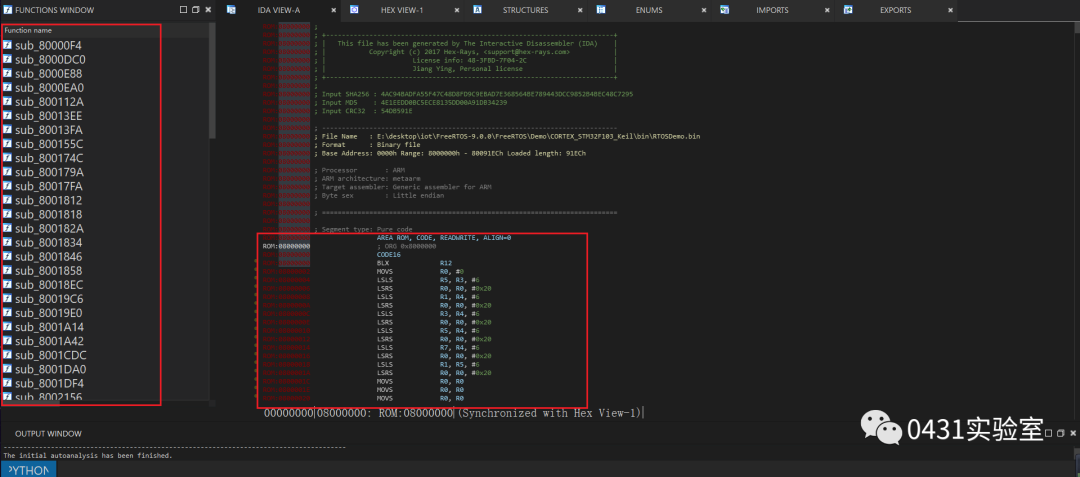 FUNCTIONS WINDOW
IDA VIEW-A
HEX VIEW-1
STRUCTURES
ENUMS
IMPORTS
EXPORTS
Function name
sub_80000F4
sub_8000DC0
sub_8000E88
sub_8000EA0
sub_800112A
sub_80013EE
sub_80013FA
sub_800155C
sub_800174C
sub_800179A
sub_80017FA
sub_8001812
sub_8001818
sub_800182A
sub_8001834
sub_8001846
sub_8001858
sub_80018EC
sub_80019C6
sub_80019E0
sub_8001A14
sub_8001A42
sub_8001CDC
sub_8001DA0
sub_8001DF4
sub_8002156
; +-------------------------------------------------------------------------+
; | This file has been generated by The Interactive Disassembler (IDA) |
; | Copyright (c) 2017 Hex-Rays, <support@hex-rays.com> |
; | License info: 48-3FBD-7F04-2C |
; | Jiang Ying, Personal license |
; +-------------------------------------------------------------------------+
;
; Input MD5 : 4E1EEDD00C5ECE8135DD00A91DB34239
; Input CRC32 : 54DB591E
; File Name : E:\desktop\iot\FreeRTOS-9.0.0\FreeRTOS\Demo\CORTEX_STM32F103_Keil\bin\RTOSDemo.bin
; Format : Binary file
; Base Address: 0000h Range: 8000000h - 80091ECh Loaded length: 91ECh
; Processor : ARM
; ARM architecture: metaarm
; Target assembler: Generic assembler for ARM
; Byte sex : Little endian
; ===========================================================================
; Segment type: Pure code
AREA ROM, CODE, READWRITE, ALIGN=0
ROM:08000000 ; ORG 0x8000000
CODE16
BLX R12
MOVS R0, #0
LSLS R5, R3, #6
LSRS R0, R0, #0x20
LSLS R1, R4, #6
LSRS R0, R0, #0x20
LSLS R3, R4, #6
LSRS R0, R0, #0x20
LSLS R5, R4, #6
LSRS R0, R0, #0x20
LSLS R7, R4, #6
LSRS R0, R0, #0x20
LSLS R1, R5, #6
LSRS R0, R0, #0x20
MOVS R0, R0
MOVS R0, R0
MOVS R0, R0
00000000|08000000: ROM:08000000|(Synchronized with Hex View-1)
0431实验室
OUTPUT WINDOW
The initial autoanalysis has been finished.
PYTHON